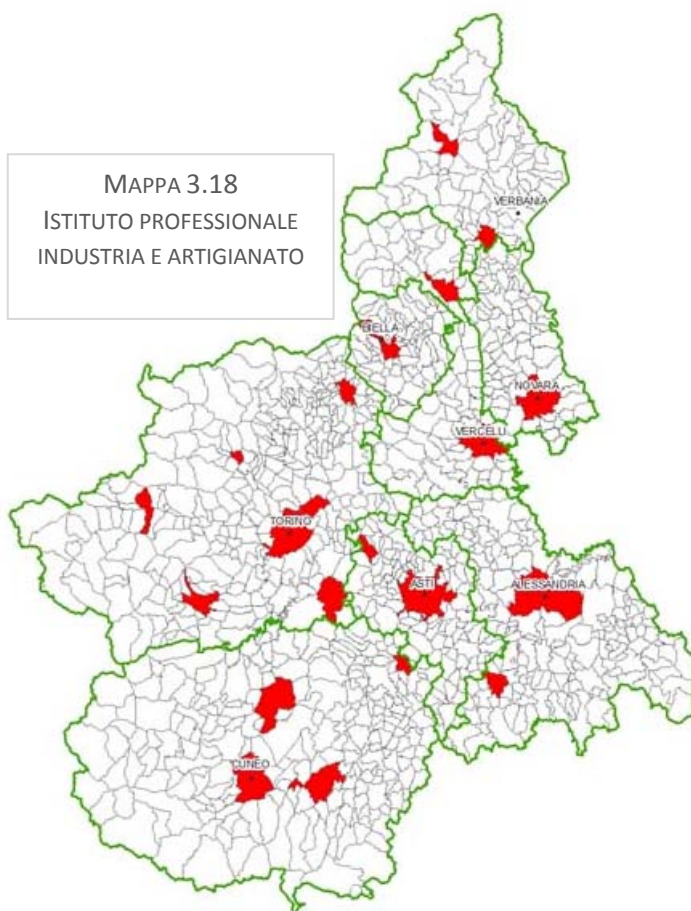 MAPPA 3.18
ISTITUTO PROFESSIONALE
INDUSTRIA E ARTIGIANATO
VERBANIA
BIELLA
NOVARA
VERCELLI
TORINO
ASTI
ALESSANDRIA
CUNEO